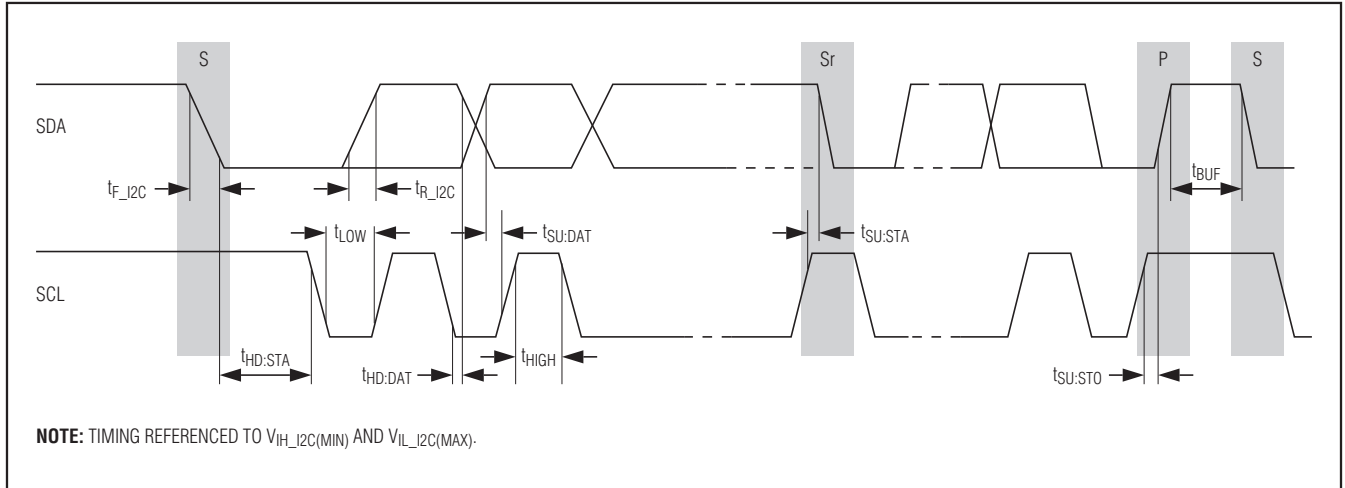 S
Sr
P
S
SDA
tF_I2C
tR_I2C
tBUF
tLOW
tSU:DAT
tSU:STA
SCL
tHD:STA
tHD:DAT
tHIGH
tSU:STO
NOTE: TIMING REFERENCED TO VIH_I2C(MIN) AND VIL_I2C(MAX).